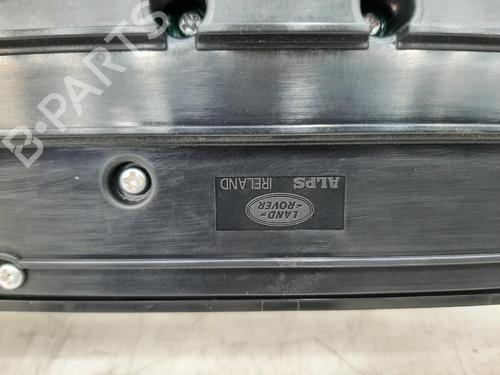 ALPS
IRELAND
LAND-
-ROVER
B-PARTS